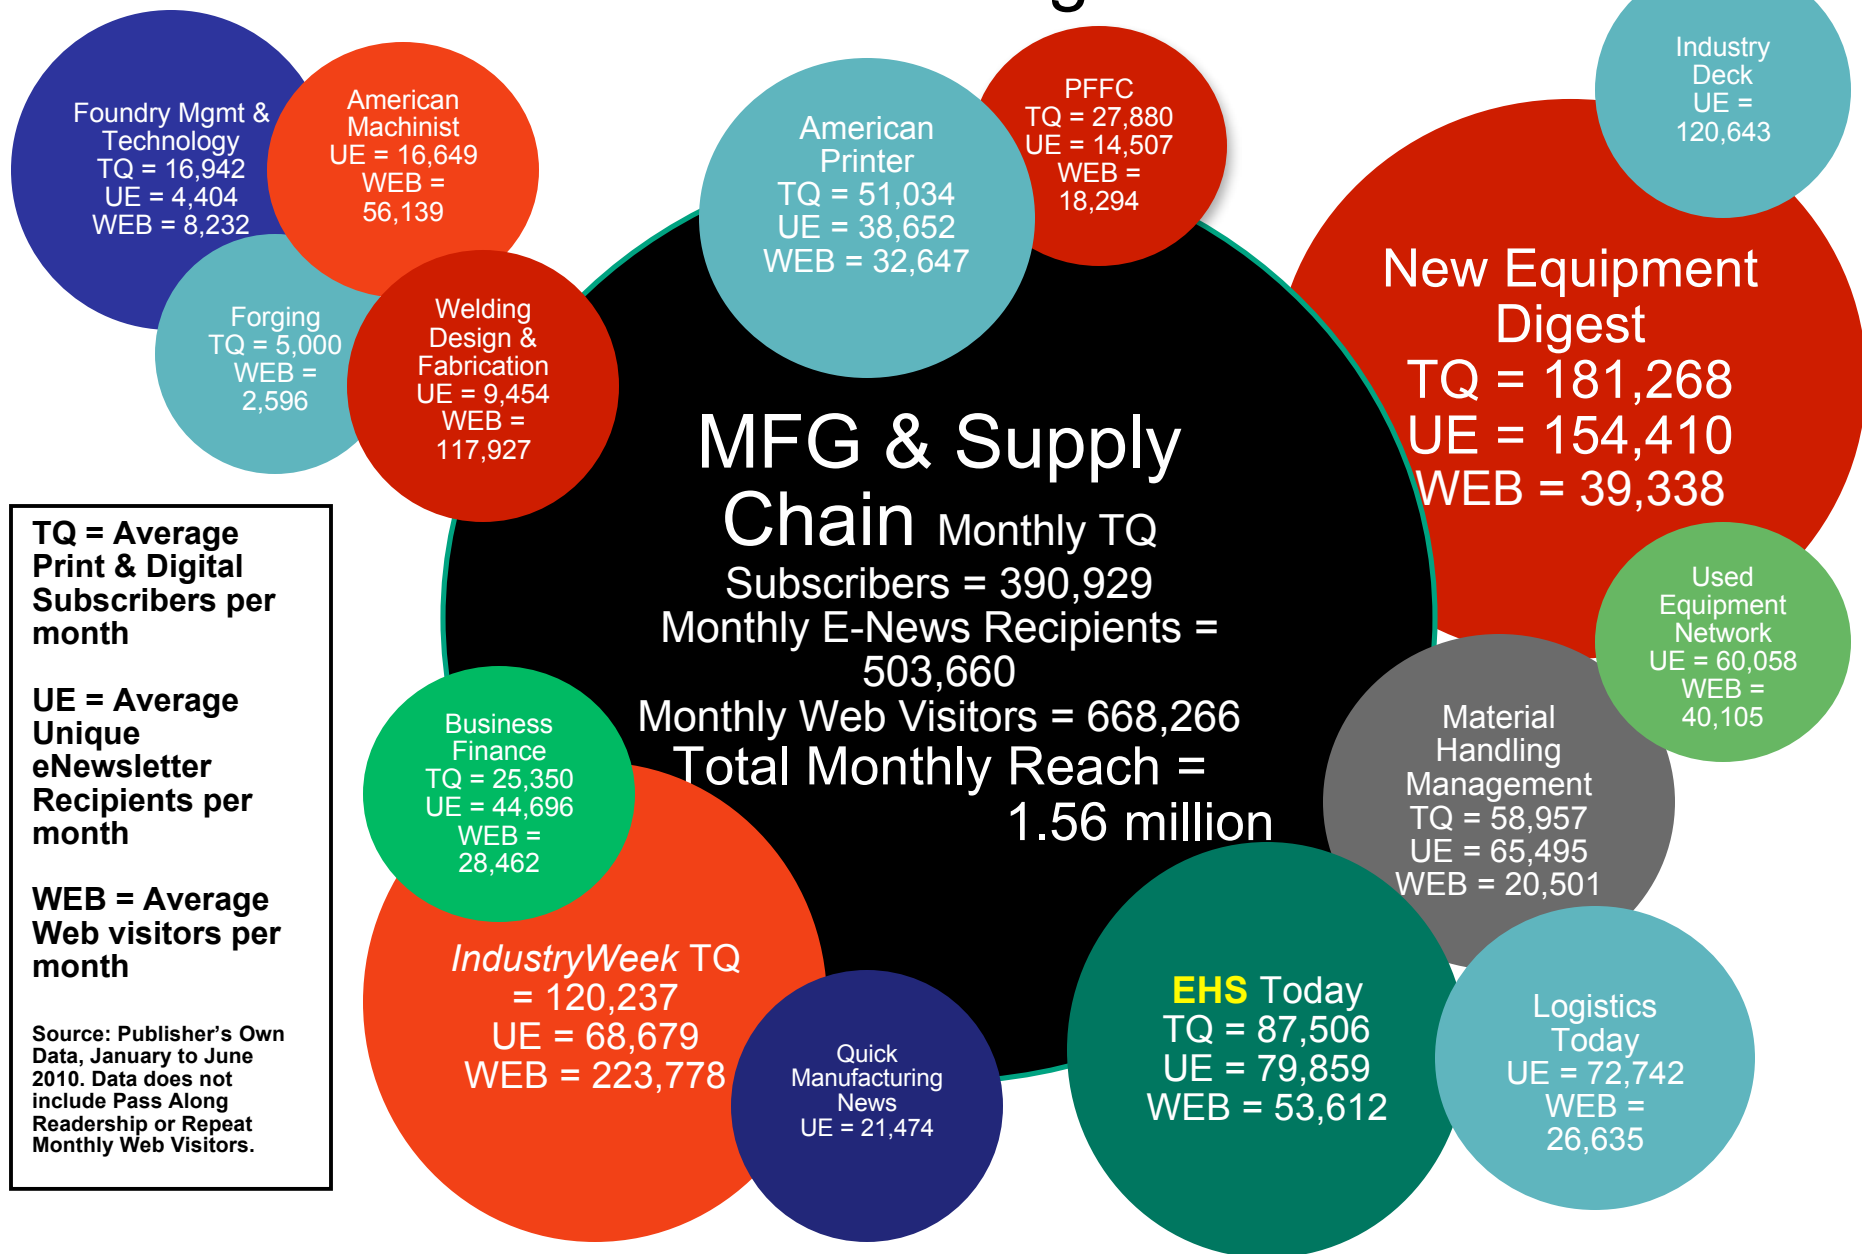 g
Foundry Mgmt &
Technology
TQ = 16,942
UE = 4,404
WEB = 8,232
American
Machinist
UE = 16,649
WEB =
56,139
Forging
TQ = 5,000
WEB =
2,596
Welding
Design &
Fabrication
UE = 9,454
WEB =
117,927
American
Printer
TQ = 51,034
UE = 38,652
WEB = 32,647
PFFC
TQ = 27,880
UE = 14,507
WEB =
18,294
Industry
Deck
UE =
120,643
New Equipment
Digest
TQ = 181,268
UE = 154,410
WEB = 39,338
MFG & Supply
Chain Monthly TQ
Subscribers = 390,929
Monthly E-News Recipients =
503,660
Monthly Web Visitors = 668,266
Total Monthly Reach =
1.56 million
Used
Equipment
Network
UE = 60,058
WEB =
40,105
Material
Handling
Management
TQ = 58,957
UE = 65,495
WEB = 20,501
Business
Finance
TQ = 25,350
UE = 44,696
WEB =
28,462
IndustryWeek TQ
= 120,237
UE = 68,679
WEB = 223,778
Quick
Manufacturing
News
UE = 21,474
EHS Today
TQ = 87,506
UE = 79,859
WEB = 53,612
Logistics
Today
UE = 72,742
WEB =
26,635
TQ = Average
Print & Digital
Subscribers per
month
UE = Average
Unique
eNewsletter
Recipients per
month
WEB = Average
Web visitors per
month
Source: Publisher’s Own
Data, January to June
2010. Data does not
include Pass Along
Readership or Repeat
Monthly Web Visitors.